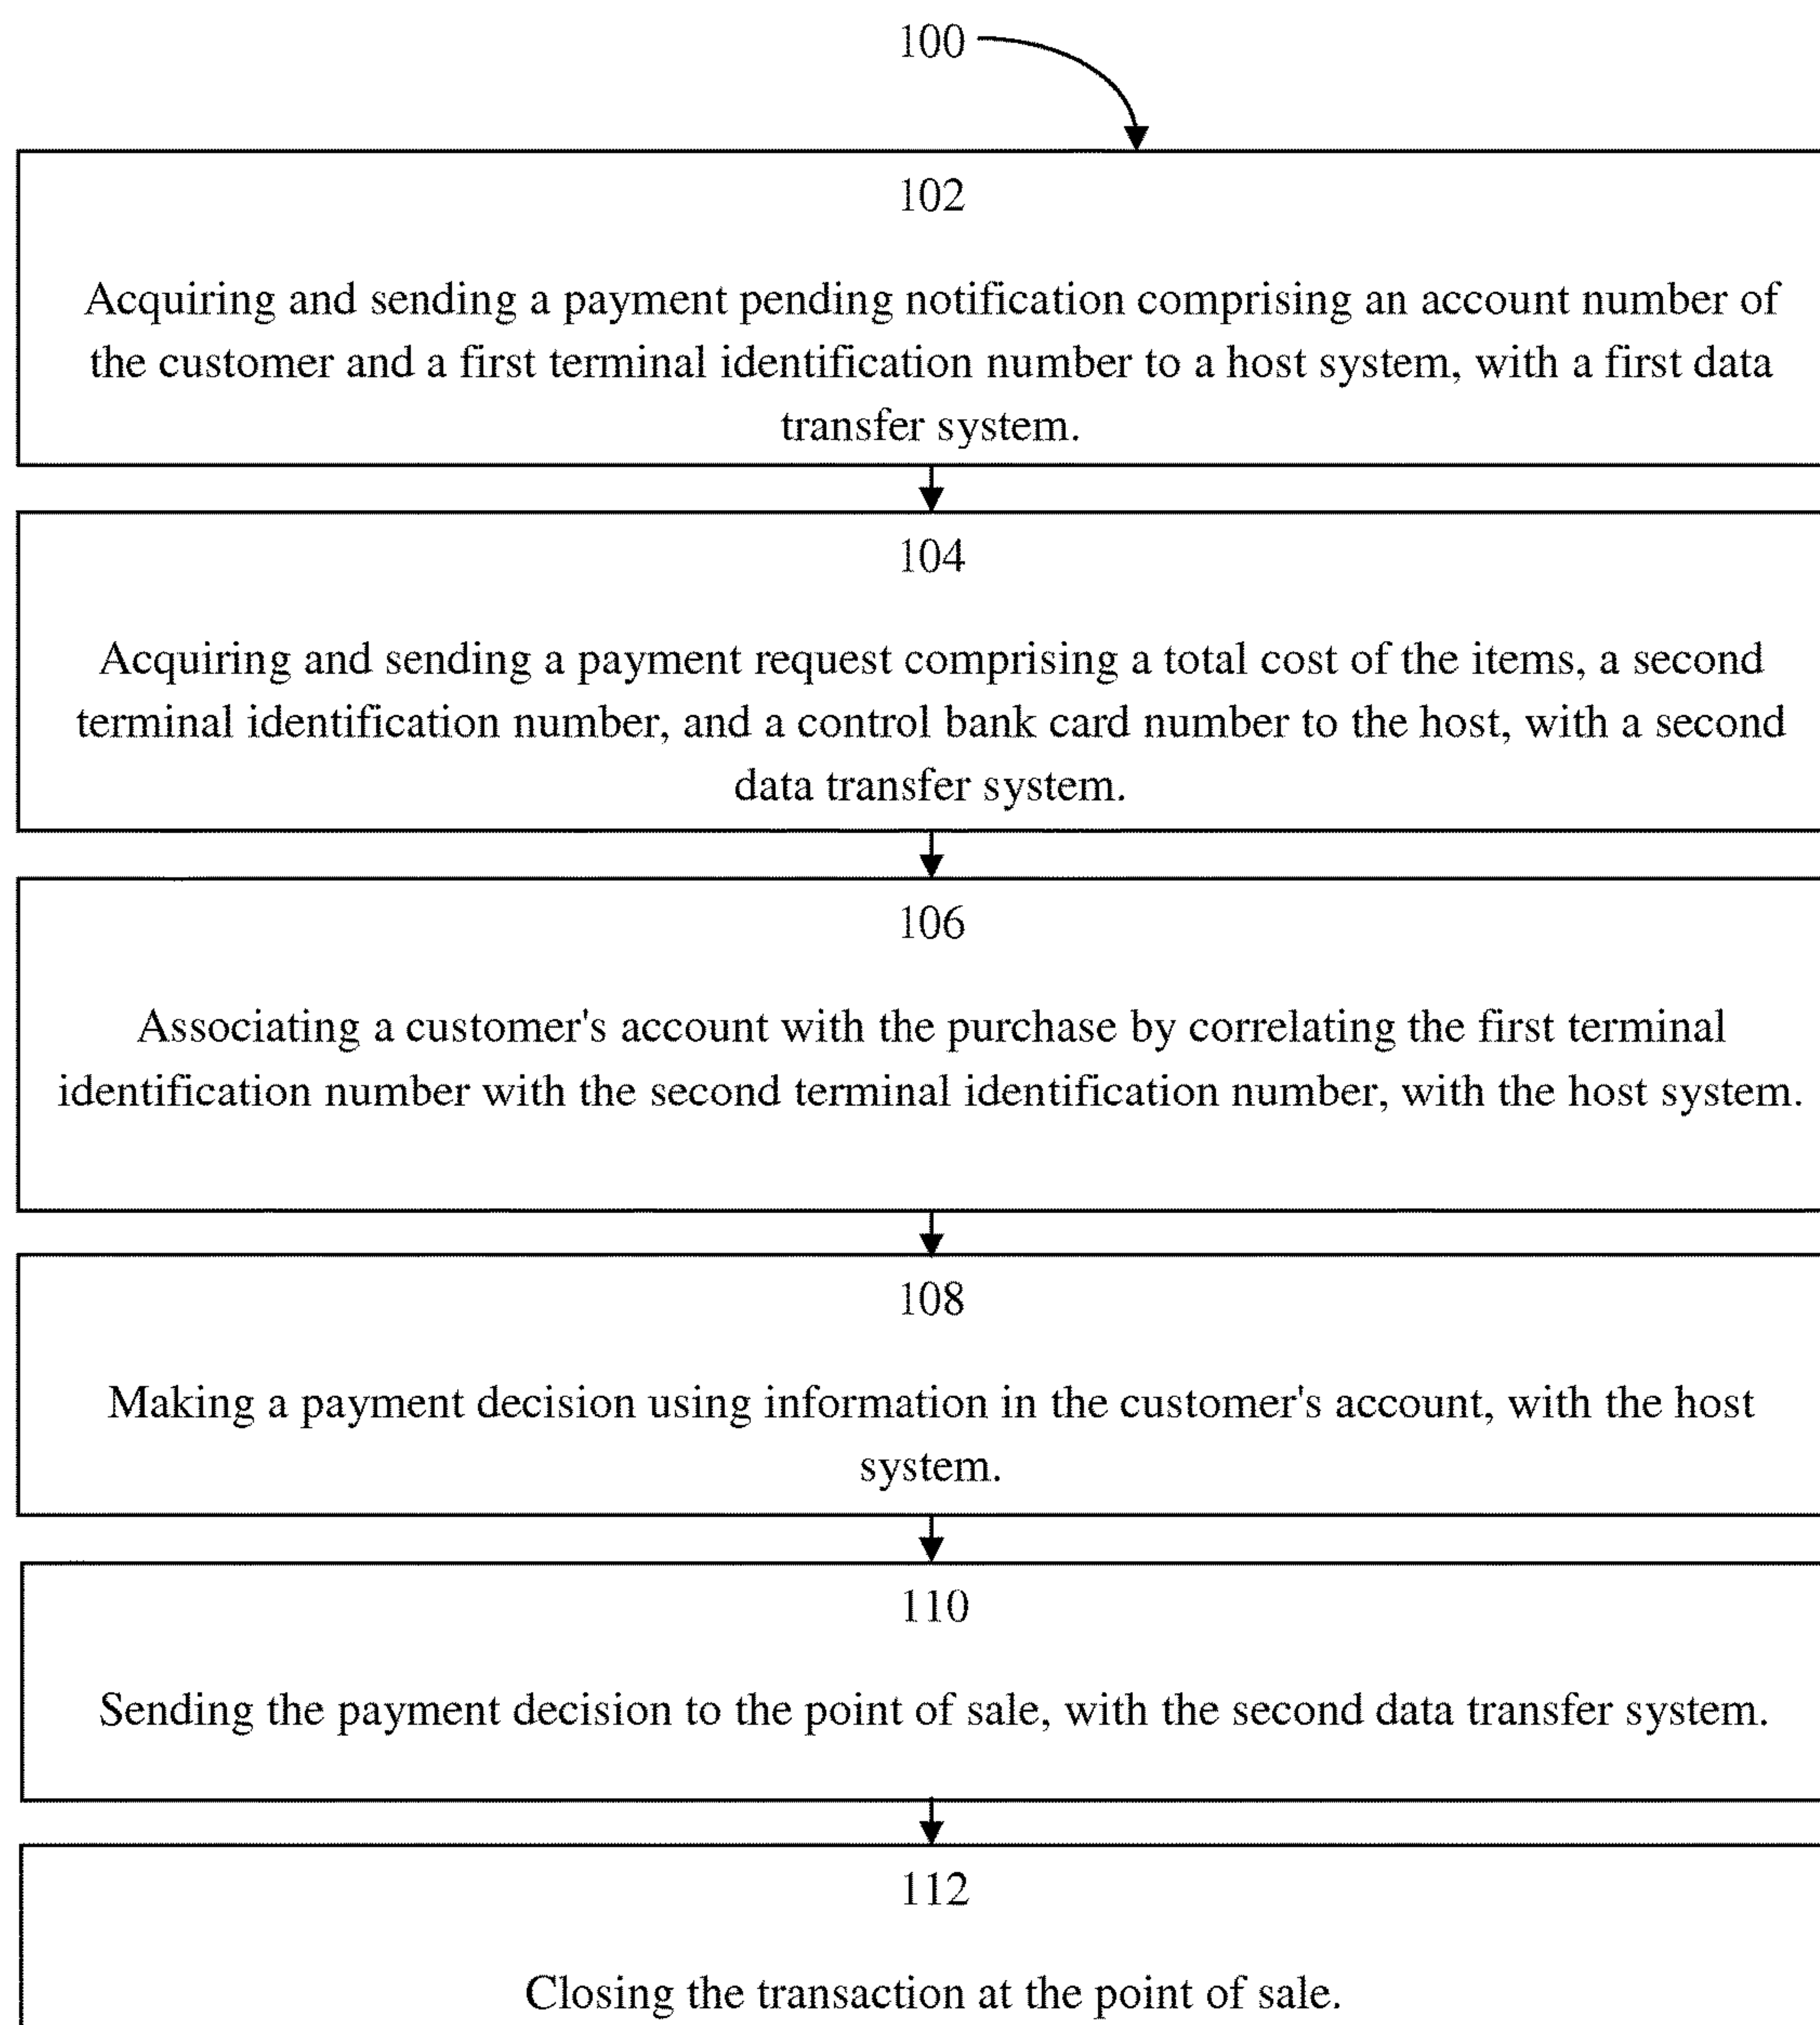 100
102
Acquiring and sending a payment pending notification comprising an account number of
the customer and a first terminal identification number to a host system, with a first data
transfer system.
104
Acquiring and sending a payment request comprising a total cost of the items, a second
terminal identification number, and a control bank card number to the host, with a second
data transfer system.
106
Associating a customer's account with the purchase by correlating the first terminal
identification number with the second terminal identification number, with the host system.
108
Making a payment decision using information in the customer's account, with the host
system.
110
Sending the payment decision to the point of sale, with the second data transfer system.
112
Closing the transaction at the point of sale.